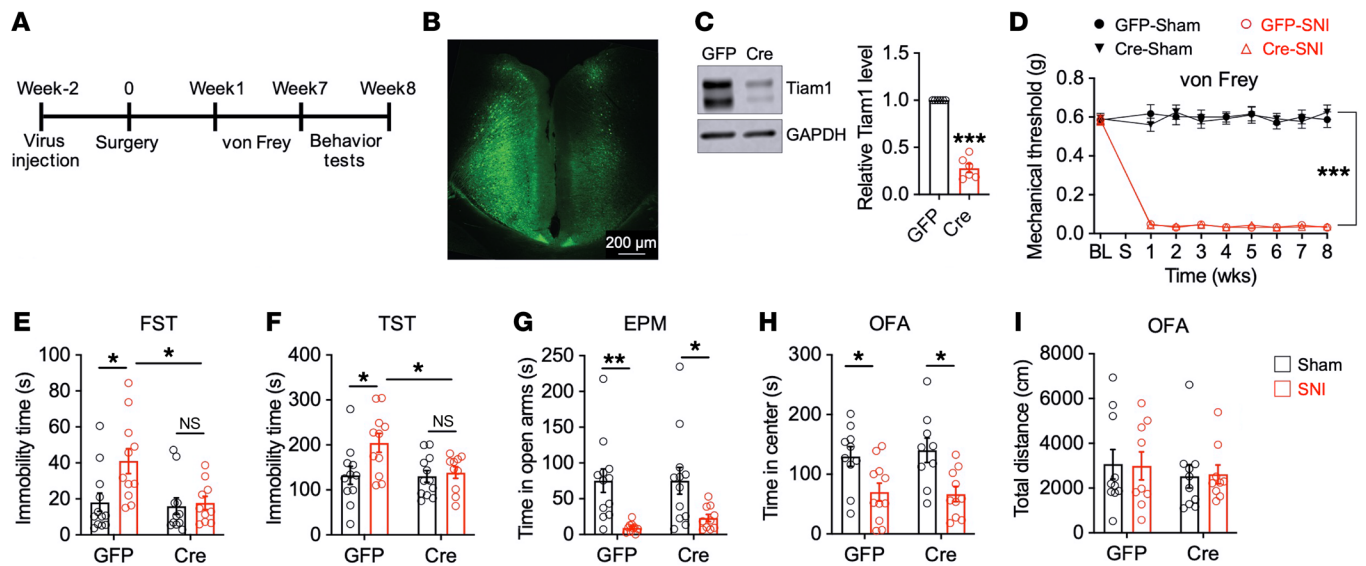 A
Week-2 0 Week1 Week7 Week8
Virus injection
Surgery
von Frey
Behavior tests
B
200 μm
C
GFP Cre
Tiam1
GAPDH
Relative Tiam1 level
1.5
1.0
0.5
0.0
***
GFP
Cre
D
GFP-Sham GFP-SNI
Cre-Sham Cre-SNI
von Frey
Mechanical threshold (g)
0.8
0.6
0.4
0.2
0.0
***
BL S 1 2 3 4 5 6 7 8
Time (wks)
E
FST
Immobility time (s)
100
80
60
40
20
0
* *
NS
GFP Cre
F
TST
Immobility time (s)
400
300
200
100
0
* *
NS
GFP Cre
G
EPM
Time in open arms (s)
250
200
150
100
50
0
** *
GFP Cre
H
OFA
Time in center (s)
300
200
100
0
* *
GFP Cre
I
OFA
Total distance (cm)
8000
6000
4000
2000
0
GFP Cre
Sham
SNI